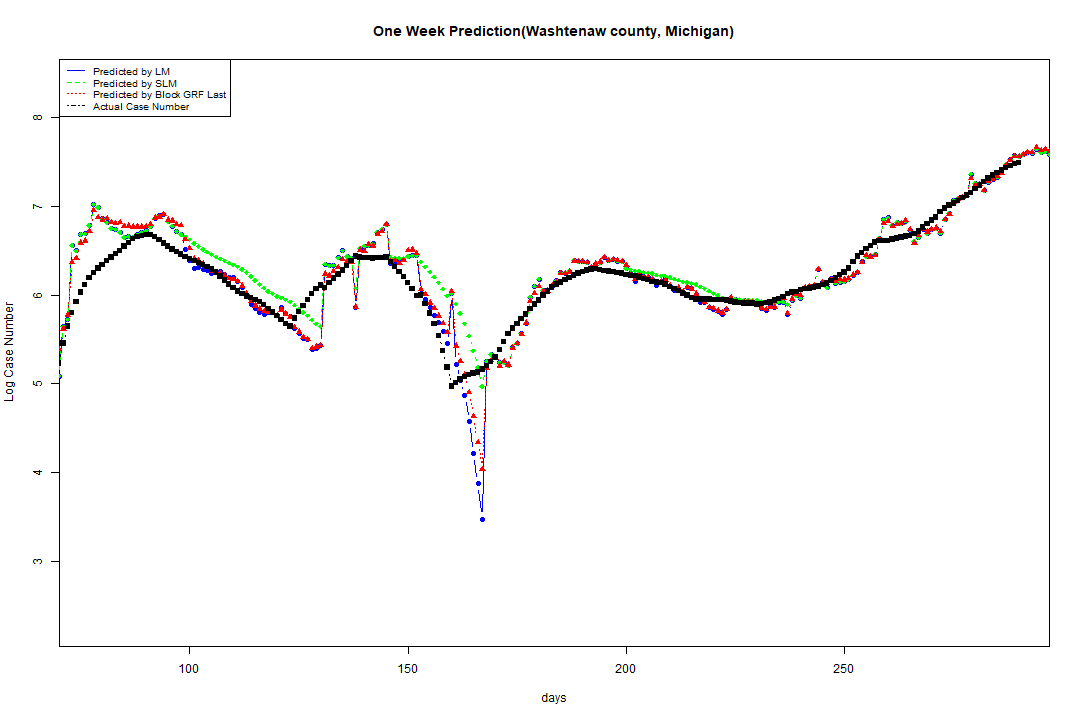 One Week Prediction(Washtenaw county, Michigan)
Predicted by LM
Predicted by SLM
Predicted by Block GRF Last
Actual Case Number
8
7
6
5
4
3
Log Case Number
100 150 200 250
days